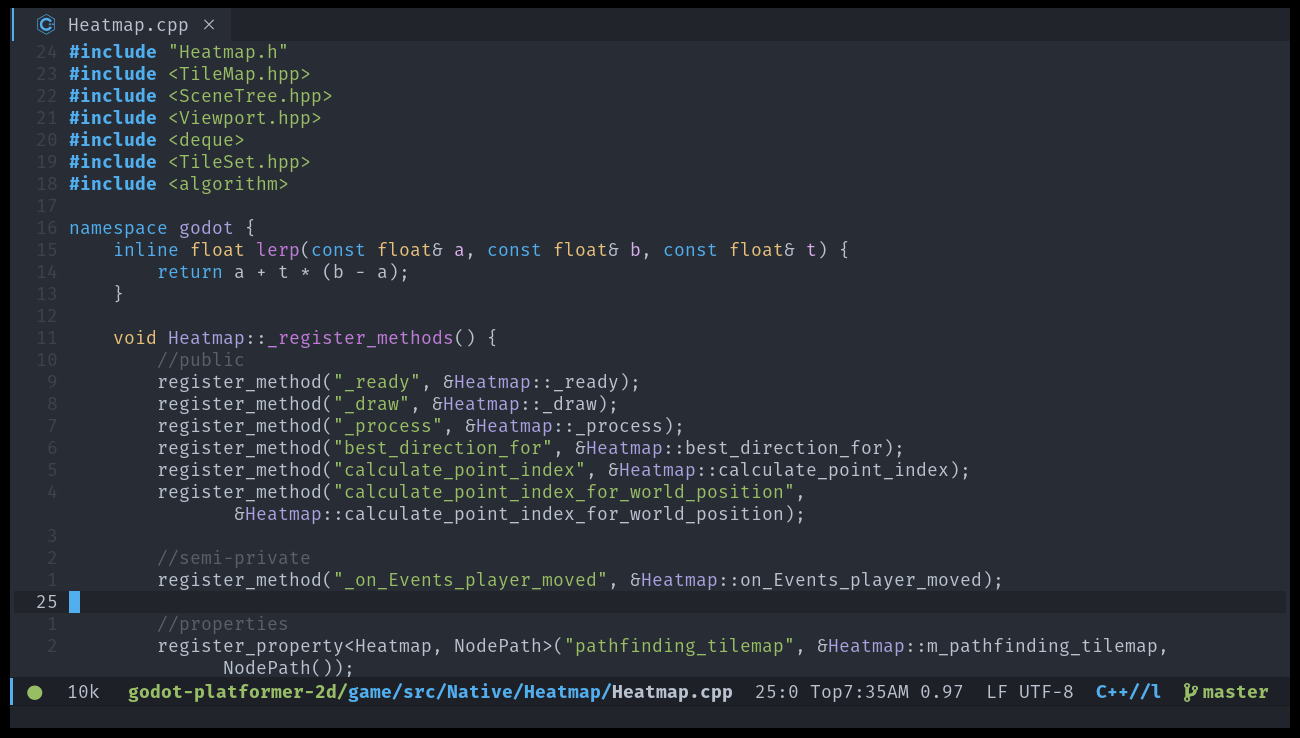 Heatmap.cpp ×
24 #include "Heatmap.h"
23 #include <TileMap.hpp>
22 #include <SceneTree.hpp>
21 #include <Viewport.hpp>
20 #include <deque>
19 #include <TileSet.hpp>
18 #include <algorithm>
17
16 namespace godot {
15     inline float lerp(const float& a, const float& b, const float& t) {
14         return a + t * (b - a);
13     }
12
11     void Heatmap::_register_methods() {
10         //public
9         register_method("_ready", &Heatmap::_ready);
8         register_method("_draw", &Heatmap::_draw);
7         register_method("_process", &Heatmap::_process);
6         register_method("best_direction_for", &Heatmap::best_direction_for);
5         register_method("calculate_point_index", &Heatmap::calculate_point_index);
4         register_method("calculate_point_index_for_world_position",
               &Heatmap::calculate_point_index_for_world_position);
3
2         //semi-private
1         register_method("_on_Events_player_moved", &Heatmap::on_Events_player_moved);
25
1         //properties
2         register_property<Heatmap, NodePath>("pathfinding_tilemap", &Heatmap::m_pathfinding_tilemap,
              NodePath());
10k godot-platformer-2d/game/src/Native/Heatmap/Heatmap.cpp 25:0 Top7:35AM 0.97 LF UTF-8 C++//l master